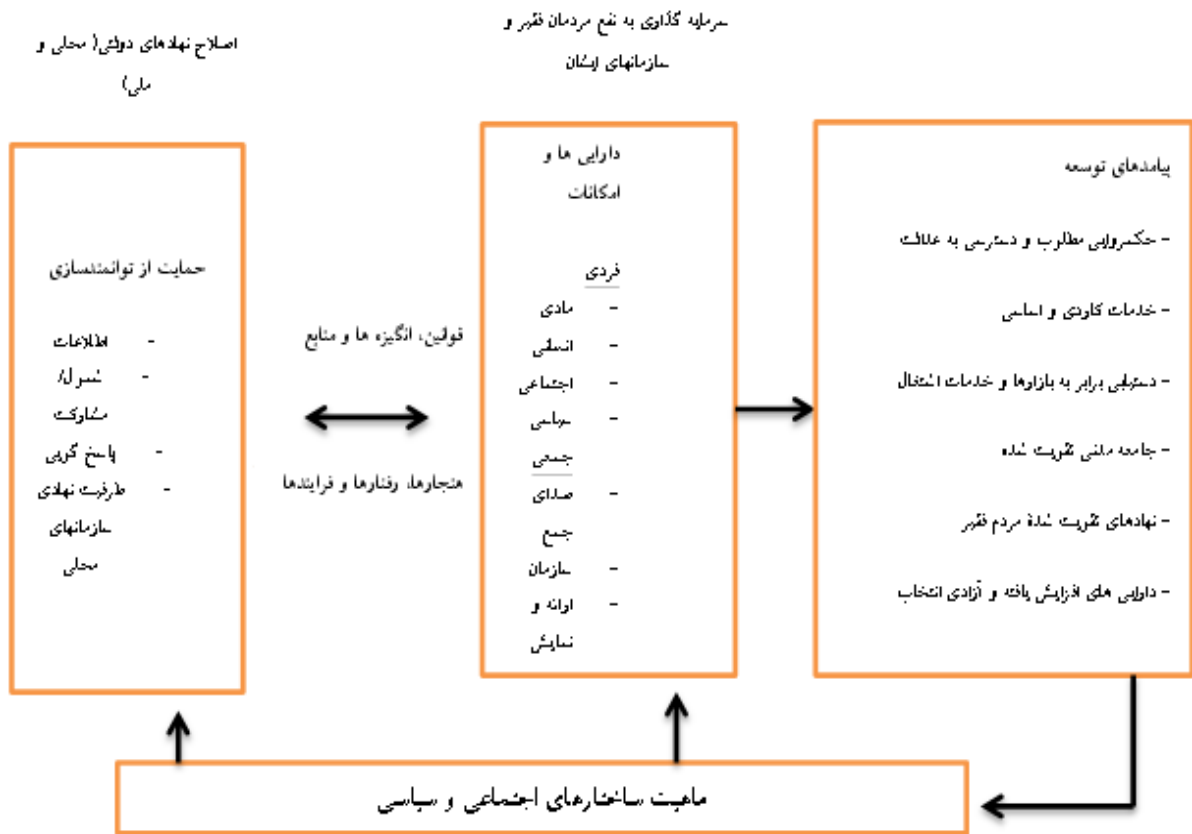 اصلاح نهادهای دولتی( محلی و
ملی)
سرمایه گذاری به نفع مردمان فقیر و
سازمانهای ایشان
پیامدهای توسعه
- حکمروایی مطلوب و دسترسی به عدالت
- خدمات کاربردی و اساسی
- دستیابی برابر به بازارها و خدمات اشتغال
- جامعه مدنی تقویت شده
- نهادهای تقویت شدۀ مردم فقیر
- دارایی های افزایش یافته و آزادی انتخاب
دارایی ها و
امکانات
فردی
- مادی
- انسانی
- اجتماعی
- سیاسی
جمعی
- صدای
جمع
- سازمان
- ارائه و
نمایش
قوانین، انگیزه ها و منابع
هنجارها، رفتارها و فرایندها
حمایت از توانمندسازی
- اطلاعات
- شمول/
مشارکت
- پاسخ گویی
- ظرفیت نهادی
سازمانهای
محلی
ماهیت ساختارهای اجتماعی و سیاسی